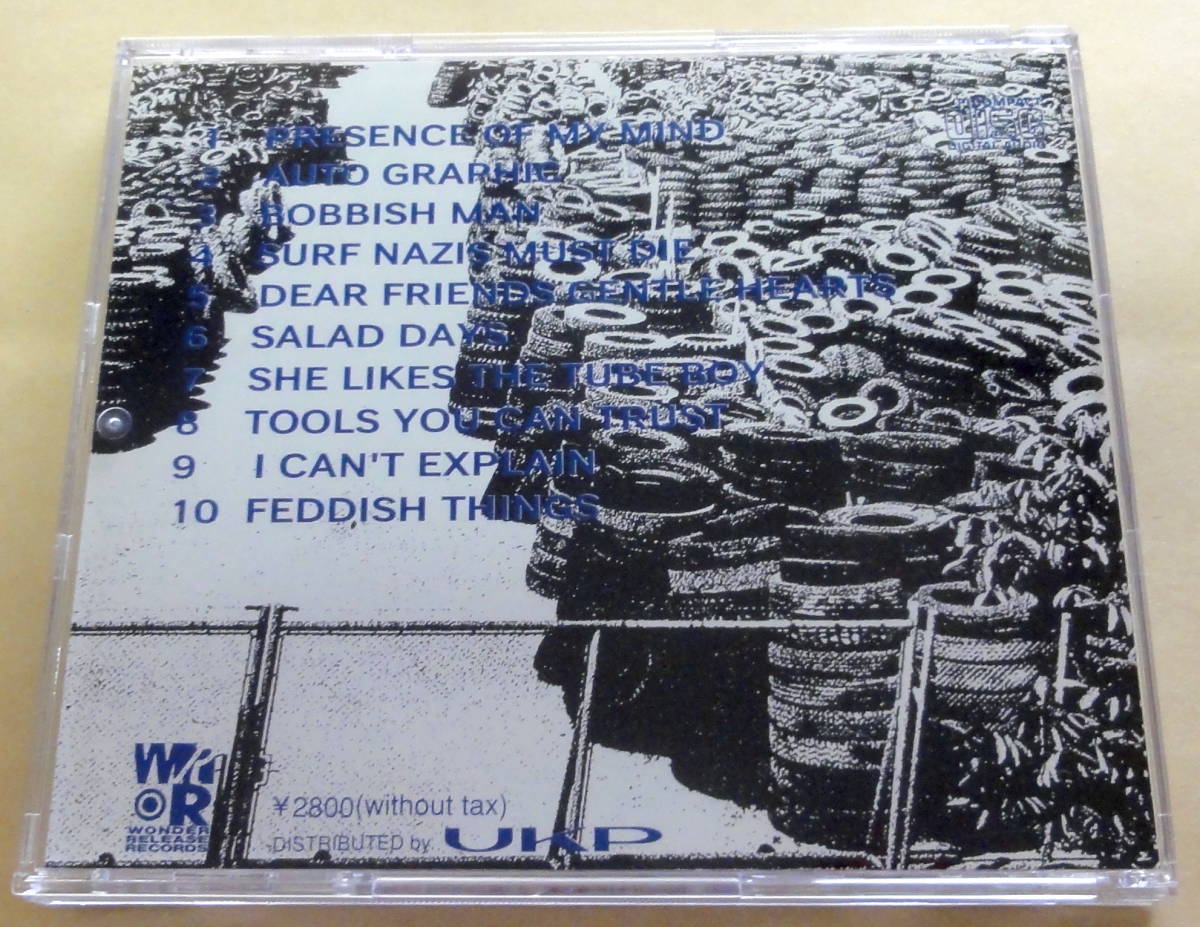 1 PRESENCE OF MY MIND
2 AUTO GRAPHIC
3 BOBBISH MAN
4 SURF NAZIS MUST DIE
5 DEAR FRIENDS GENTLE HEARTS
6 SALAD DAYS
7 SHE LIKES THE TUBE BOY
8 TOOLS YOU CAN TRUST
9 I CAN'T EXPLAIN
10 FEDDISH THINGS
COMPACT
disc
DIGITAL AUDIO
WONDER
RELEASE
RECORDS
¥2800(without tax)
DISTRIBUTED by UKP